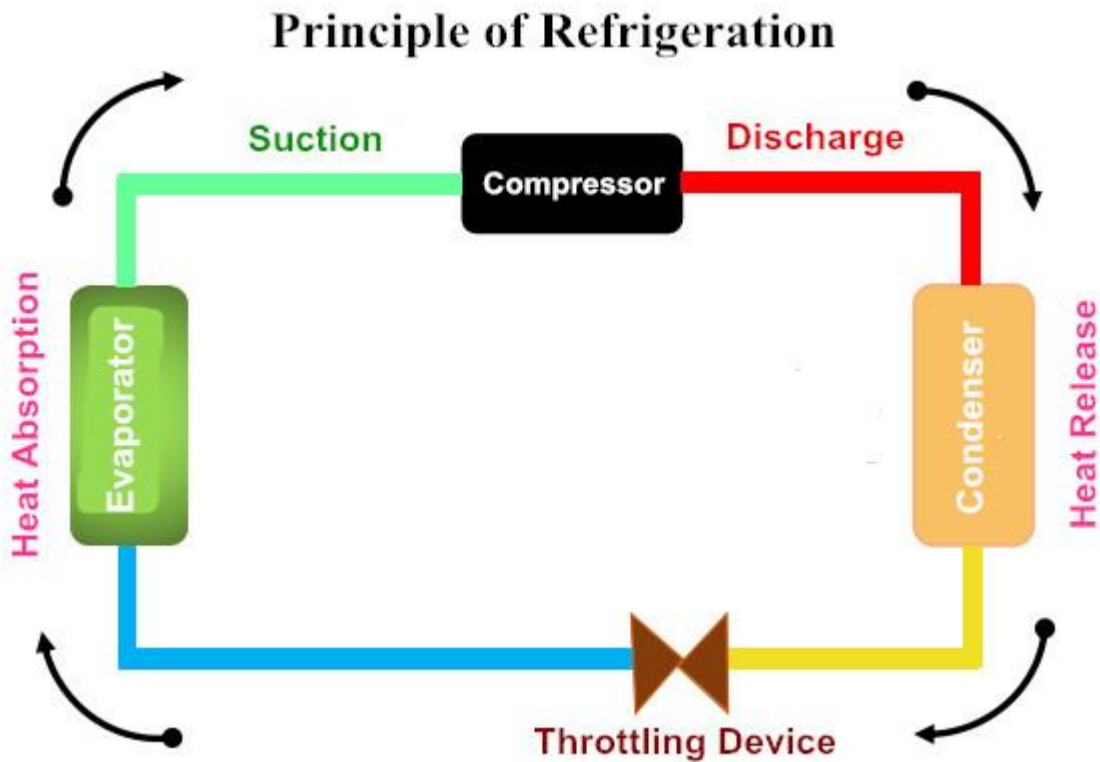 Principle of Refrigeration
Suction
Compressor
Discharge
Heat Absorption
Evaporator
Condenser
Heat Release
Throttling Device